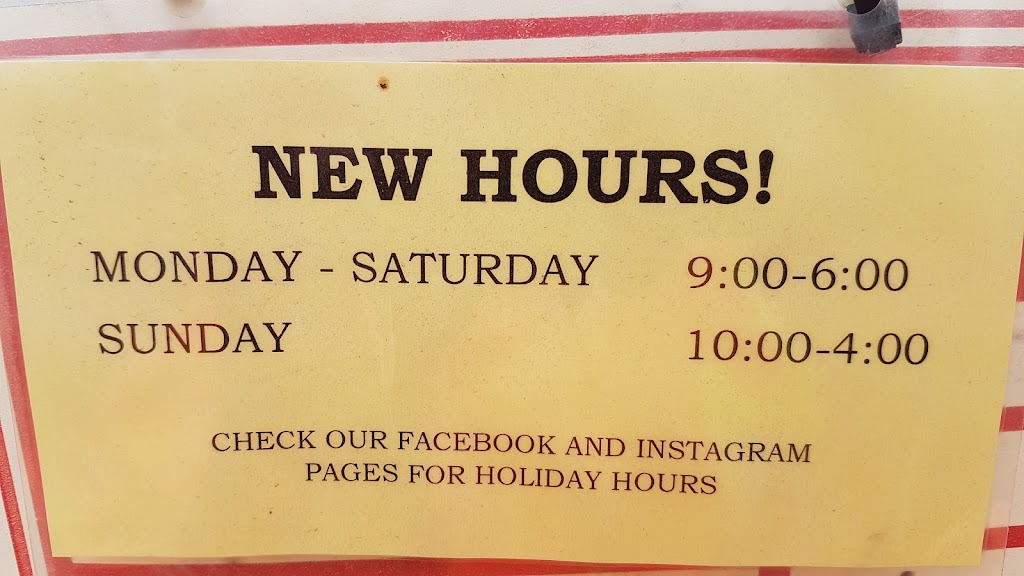 NEW HOURS!
MONDAY - SATURDAY 9:00-6:00
SUNDAY 10:00-4:00
CHECK OUR FACEBOOK AND INSTAGRAM
PAGES FOR HOLIDAY HOURS